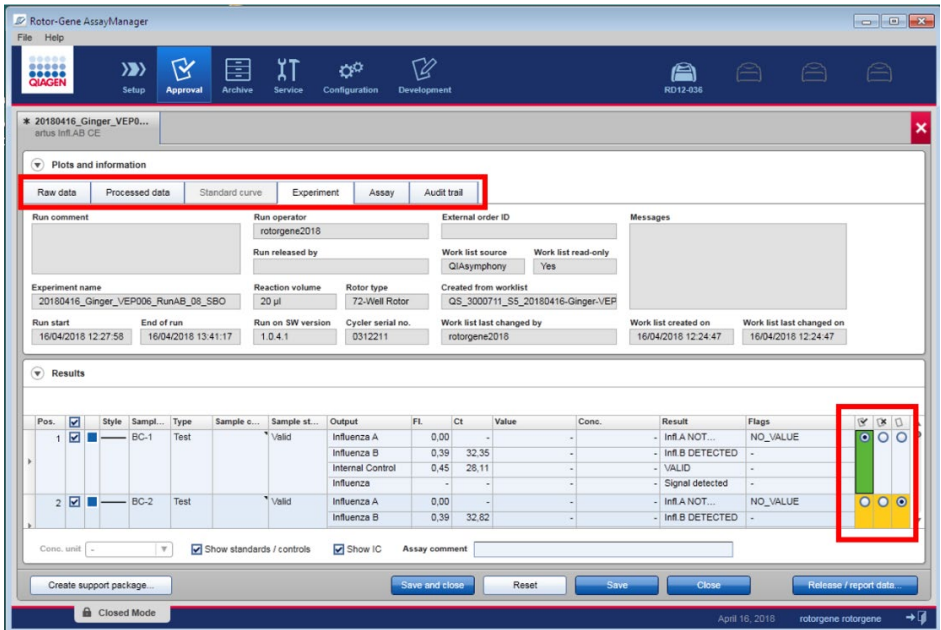 Rotor-Gene AssayManager
File Help
QIAGEN
Setup Approval Archive Service Configuration Development RD12-036
* 20180416_Ginger_VEP0...
artus Infl.AB CE
Plots and information
Raw data Processed data Standard curve Experiment Assay Audit trail
Run comment Run operator External order ID Messages
rotorgene2018
Run released by Work list source Work list read-only
QIAsymphony Yes
Experiment name Reaction volume Rotor type Created from worklist
20180416_Ginger_VEP006_RunAB_08_SBO 20 µl 72-Well Rotor QS_3000711_S5_20180416-Ginger-VEP
Run start End of run Run on SW version Cycler serial no. Work list last changed by Work list created on Work list last changed on
16/04/2018 12:27:58 16/04/2018 13:41:17 1.0.4.1 0312211 rotorgene2018 16/04/2018 12:24:47 16/04/2018 12:24:47
Results
Pos. Style Sampl... Type Sample c... Sample st... Output Fl. Ct Value Conc. Result Flags
1 BC-1 Test Valid Influenza A 0,00 - - - Infl.A NOT... NO_VALUE
Influenza B 0,39 32,35 - - Infl.B DETECTED -
Internal Control 0,45 28,11 - - VALID -
Influenza - - - - Signal detected -
2 BC-2 Test Valid Influenza A 0,00 - - - Infl.A NOT... NO_VALUE
Influenza B 0,39 32,82 - - Infl.B DETECTED -
Conc. unit - Show standards / controls Show IC Assay comment
Create support package... Save and close Reset Save Close Release / report data...
Closed Mode
April 16, 2018 rotorgene rotorgene